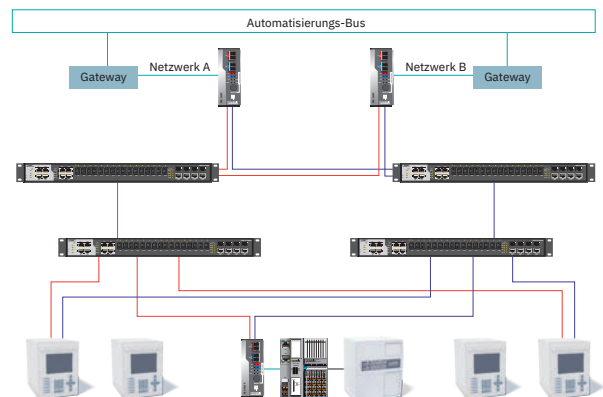 Automatisierungs-Bus
Netzwerk A
Netzwerk B
Gateway
Gateway